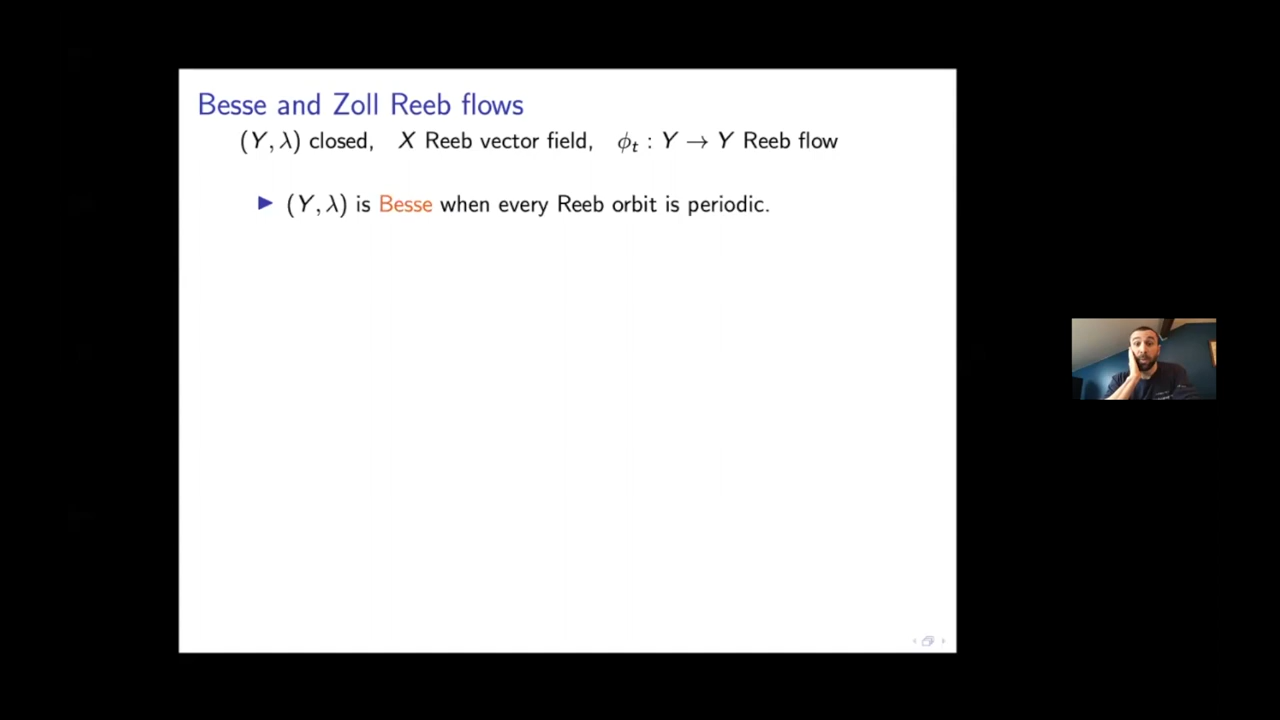 Besse and Zoll Reeb flows
(Y, λ) closed, X Reeb vector field, ϕₜ : Y → Y Reeb flow
▶ (Y, λ) is Besse when every Reeb orbit is periodic.